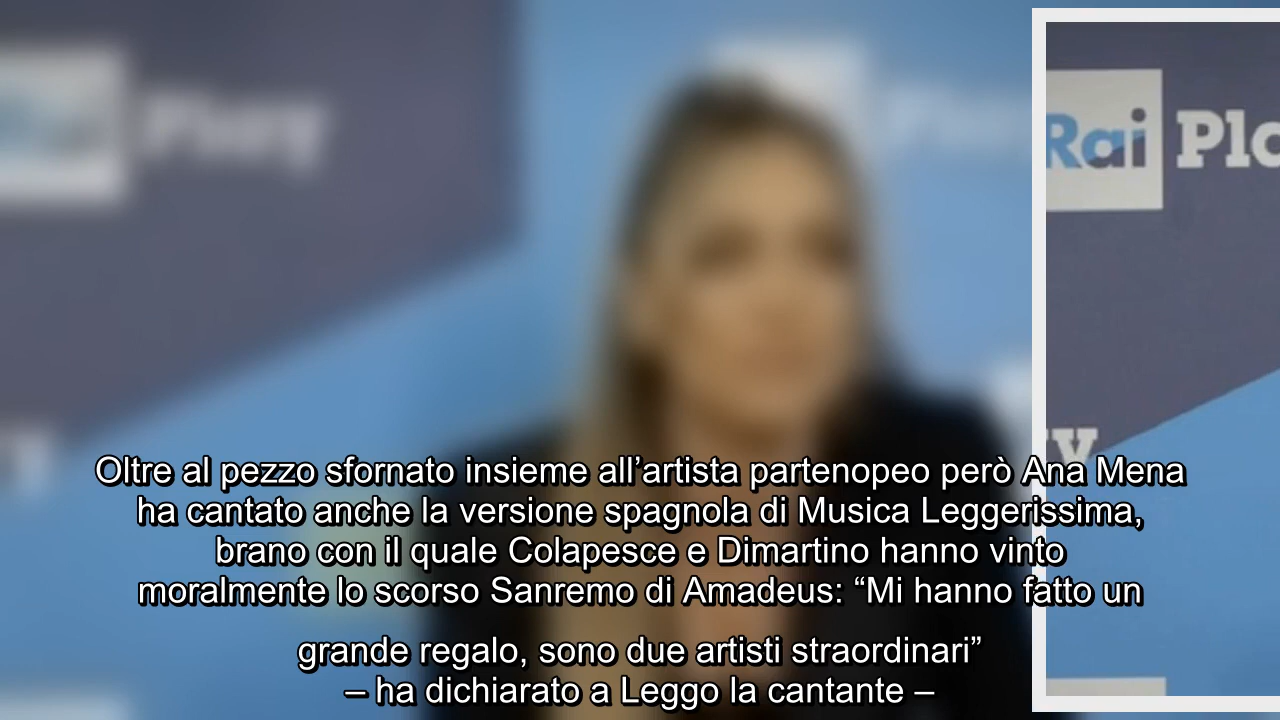 Play
Rai Pla
y
Oltre al pezzo sfornato insieme all’artista partenopeo però Ana Mena
ha cantato anche la versione spagnola di Musica Leggerissima,
brano con il quale Colapesce e Dimartino hanno vinto
moralmente lo scorso Sanremo di Amadeus: “Mi hanno fatto un
grande regalo, sono due artisti straordinari”
– ha dichiarato a Leggo la cantante –